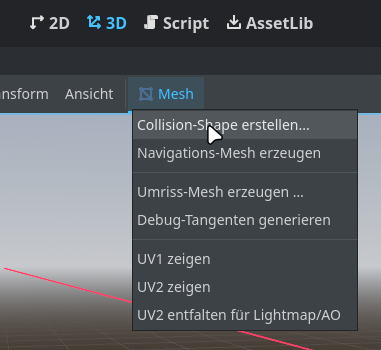 2D 3D Script AssetLib
nsform Ansicht Mesh
Collision-Shape erstellen...
Navigations-Mesh erzeugen
Umriss-Mesh erzeugen ...
Debug-Tangenten generieren
UV1 zeigen
UV2 zeigen
UV2 entfalten für Lightmap/AO